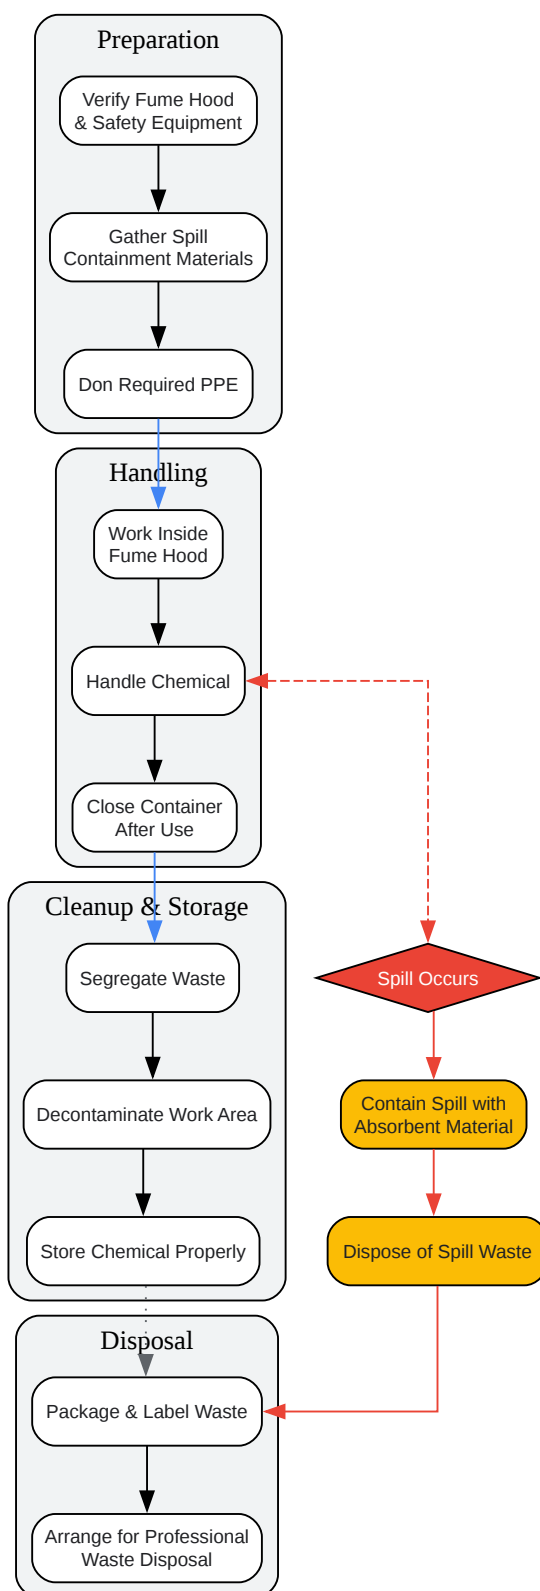 Preparation
Verify Fume Hood
& Safety Equipment
Gather Spill
Containment Materials
Don Required PPE
Handling
Work Inside
Fume Hood
Handle Chemical
Close Container
After Use
Cleanup & Storage
Segregate Waste
Decontaminate Work Area
Store Chemical Properly
Spill Occurs
Contain Spill with
Absorbent Material
Dispose of Spill Waste
Disposal
Package & Label Waste
Arrange for Professional
Waste Disposal